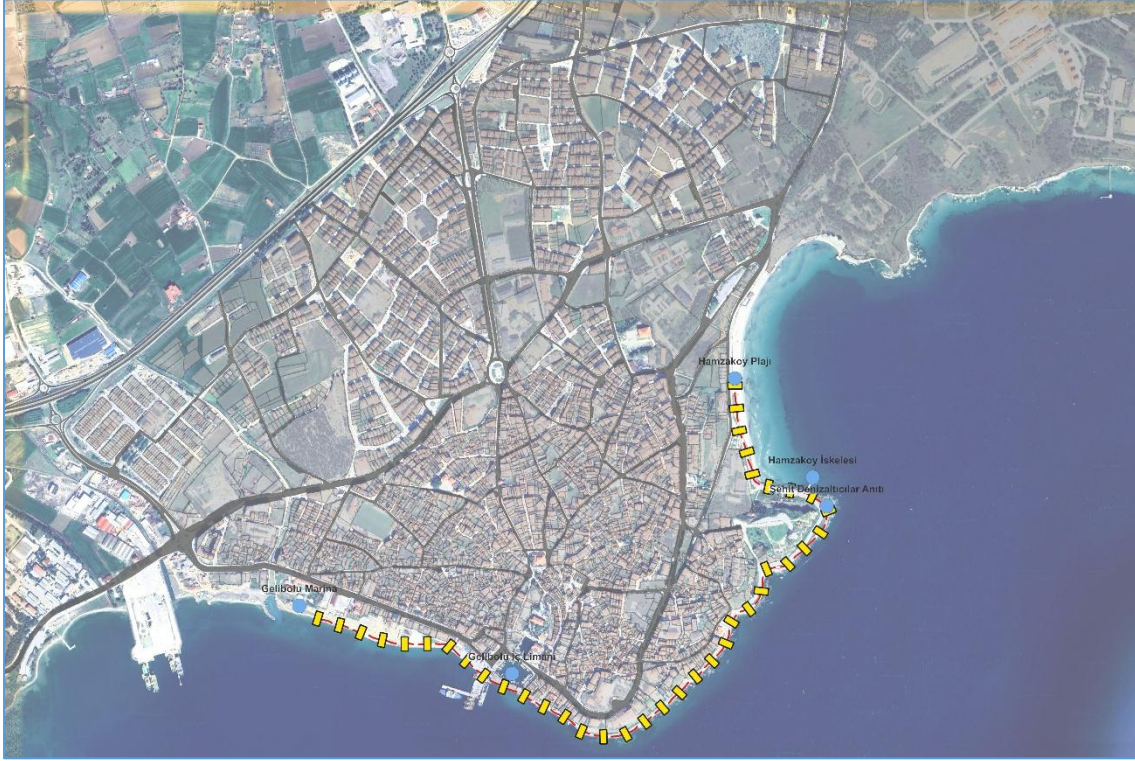 Hamzakoy Plajı
Hamzakoy İskelesi
Şehit Denizaltıcılar Anıtı
Gelibolu Marina
Gelibolu İç Limanı